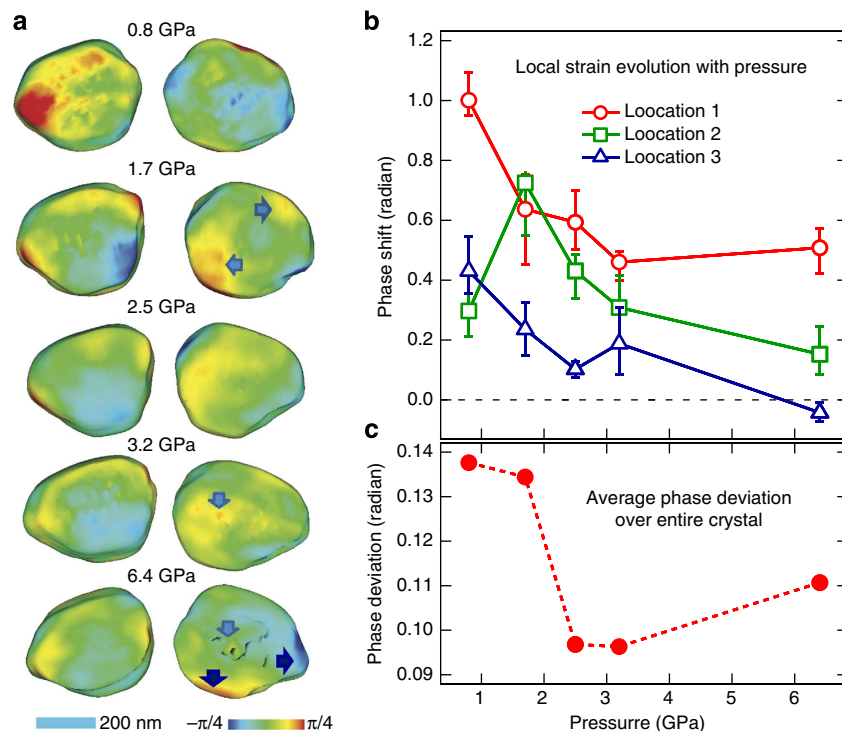 a
0.8 GPa
1.7 GPa
2.5 GPa
3.2 GPa
6.4 GPa
200 nm
–π/4
π/4
b
1.2
1.0
0.8
0.6
0.4
0.2
0.0
Phase shift (radian)
Local strain evolution with pressure
Loocation 1
Loocation 2
Loocation 3
c
0.14
0.13
0.12
0.11
0.10
0.09
Phase deviation (radian)
Average phase deviation
over entire crystal
1 2 3 4 5 6
Pressurre (GPa)